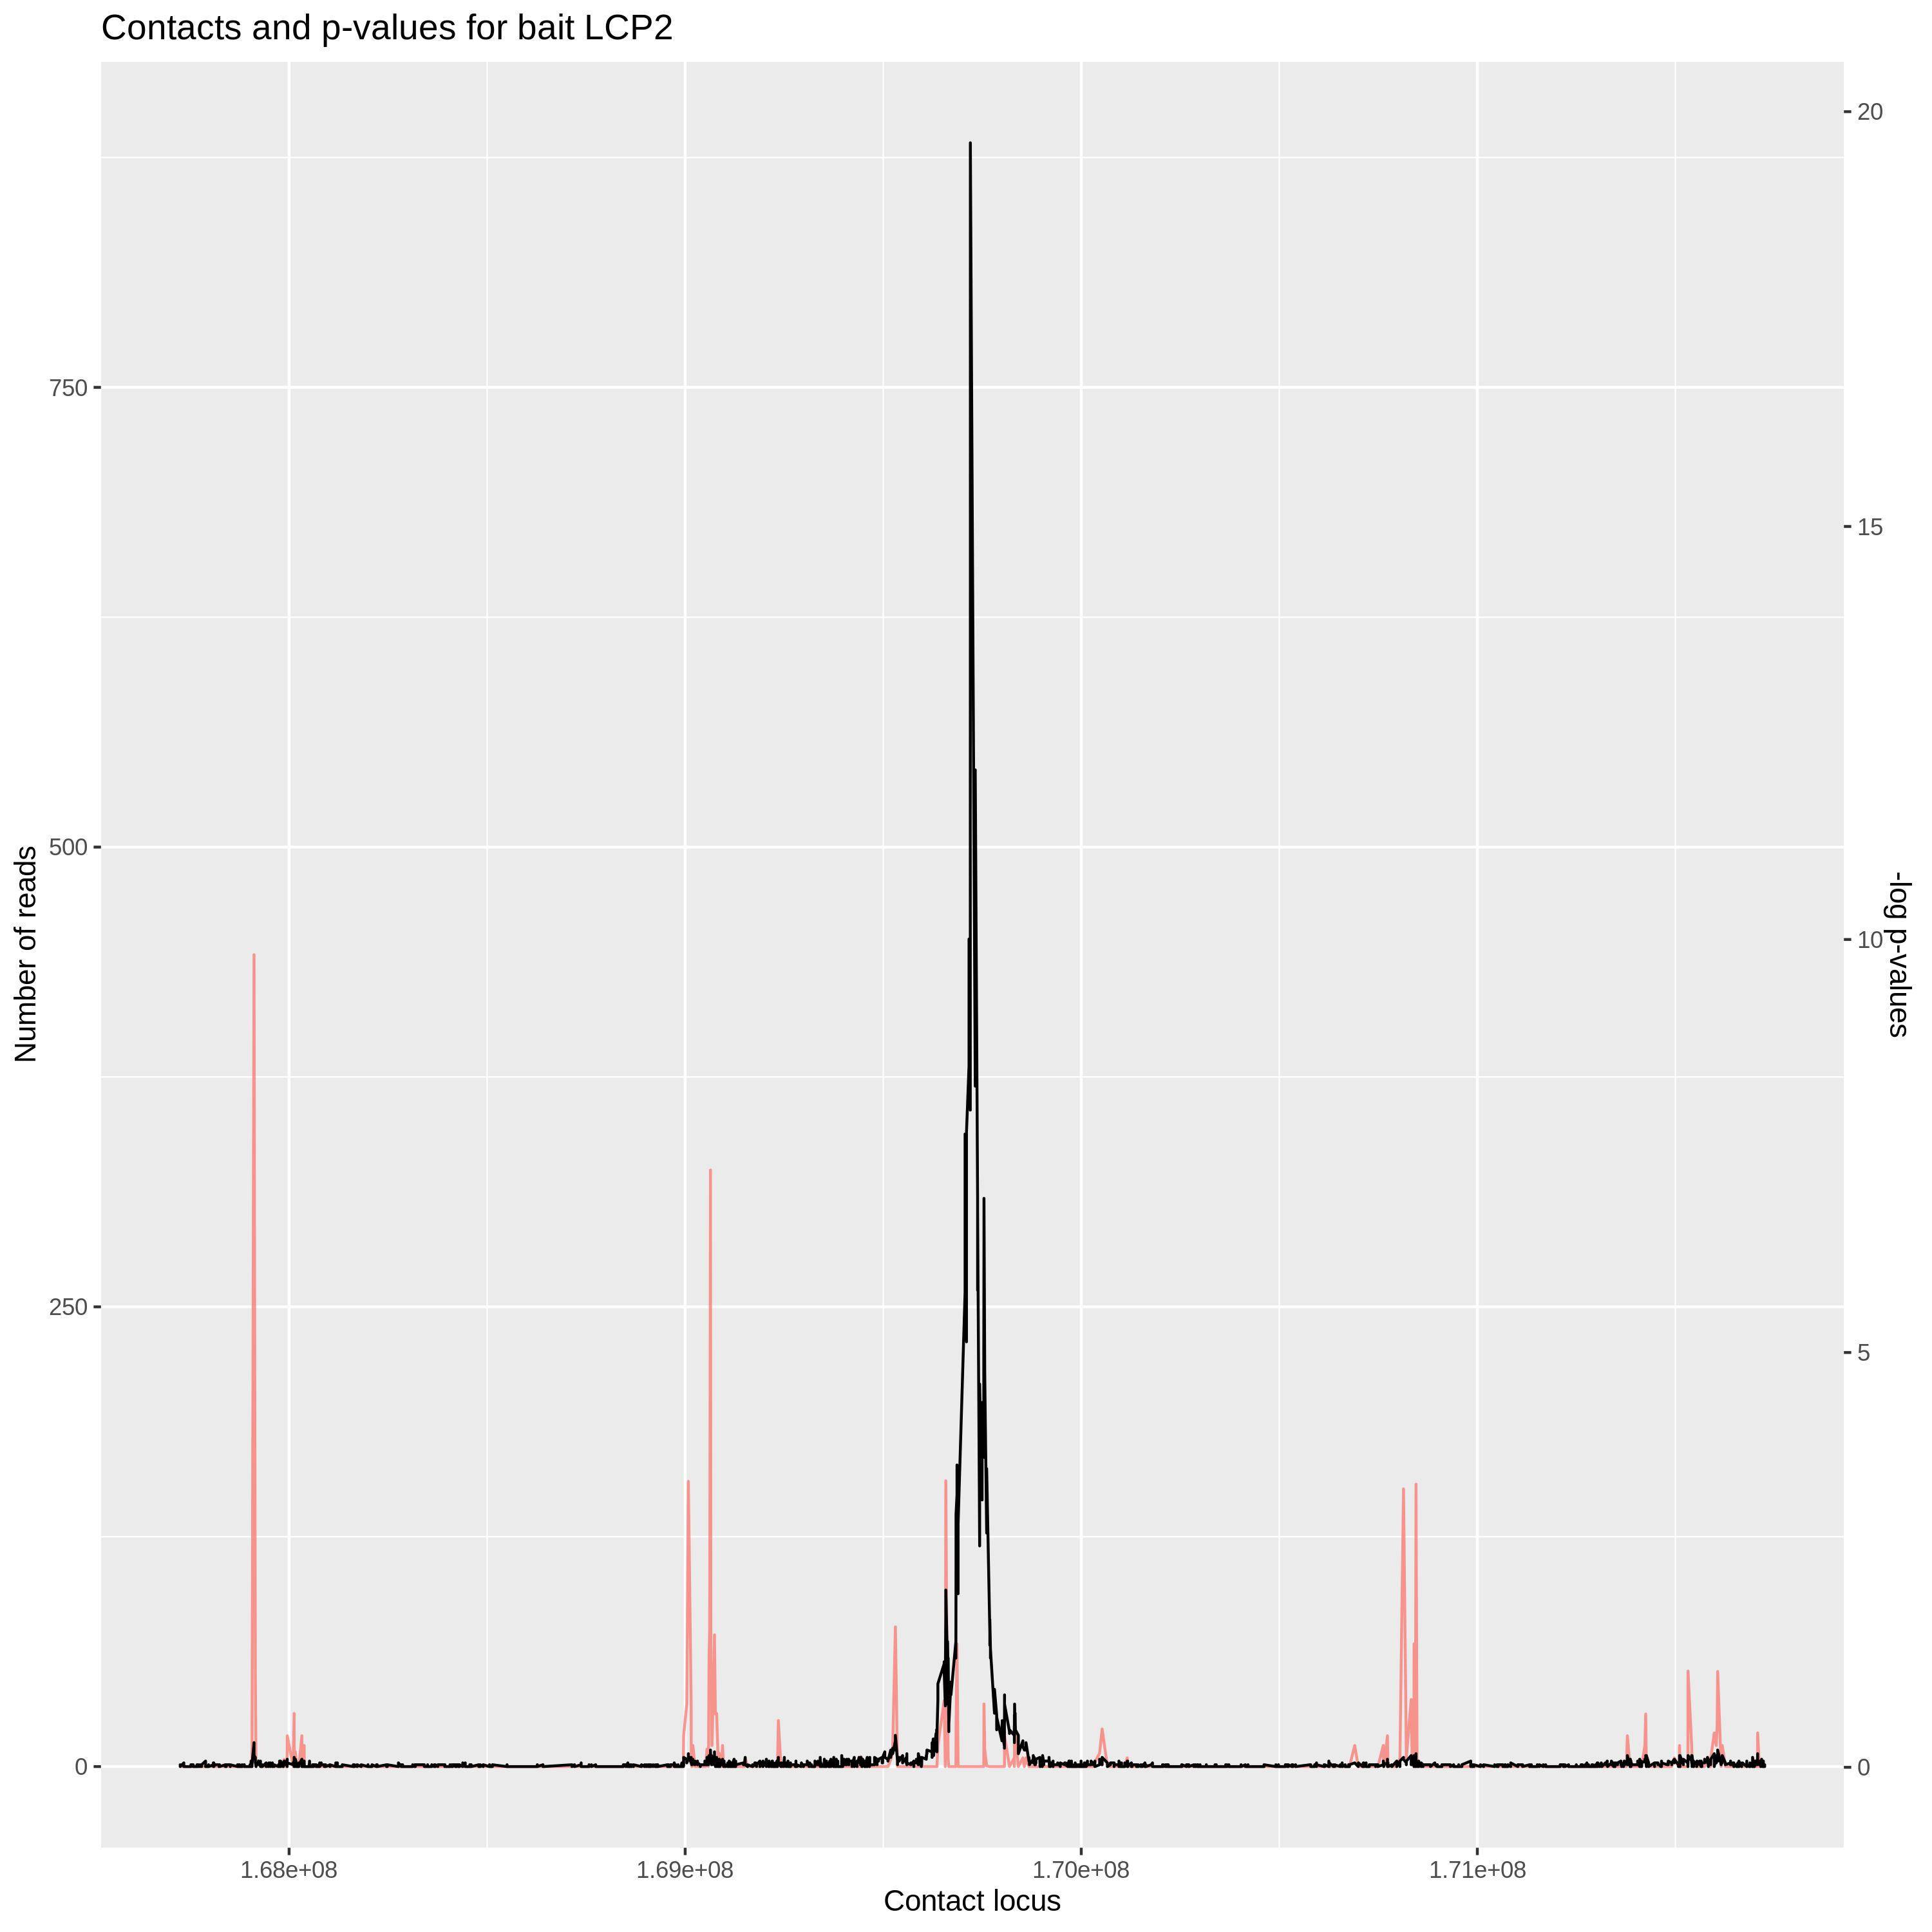 Contacts and p-values for bait LCP2
Number of reads
750
500
250
0
20
15
10
5
0
-log p-values
1.68e+08 1.69e+08 1.70e+08 1.71e+08
Contact locus